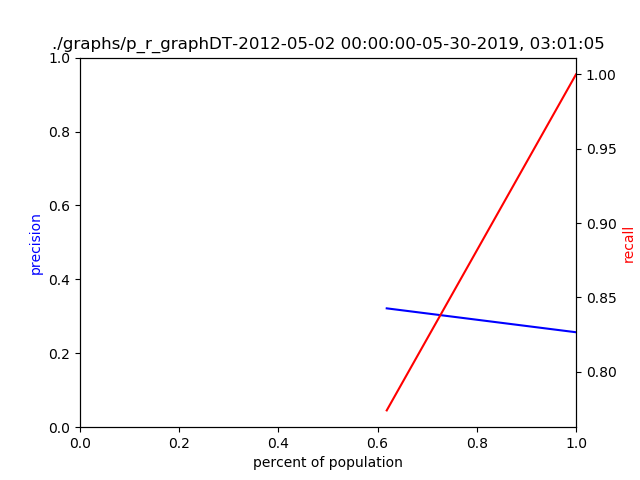 ./graphs/p_r_graphDT-2012-05-02 00:00:00-05-30-2019, 03:01:05
1.0
0.8
0.6
0.4
0.2
0.0
precision
1.00
0.95
0.90
0.85
0.80
recall
0.0 0.2 0.4 0.6 0.8 1.0
percent of population